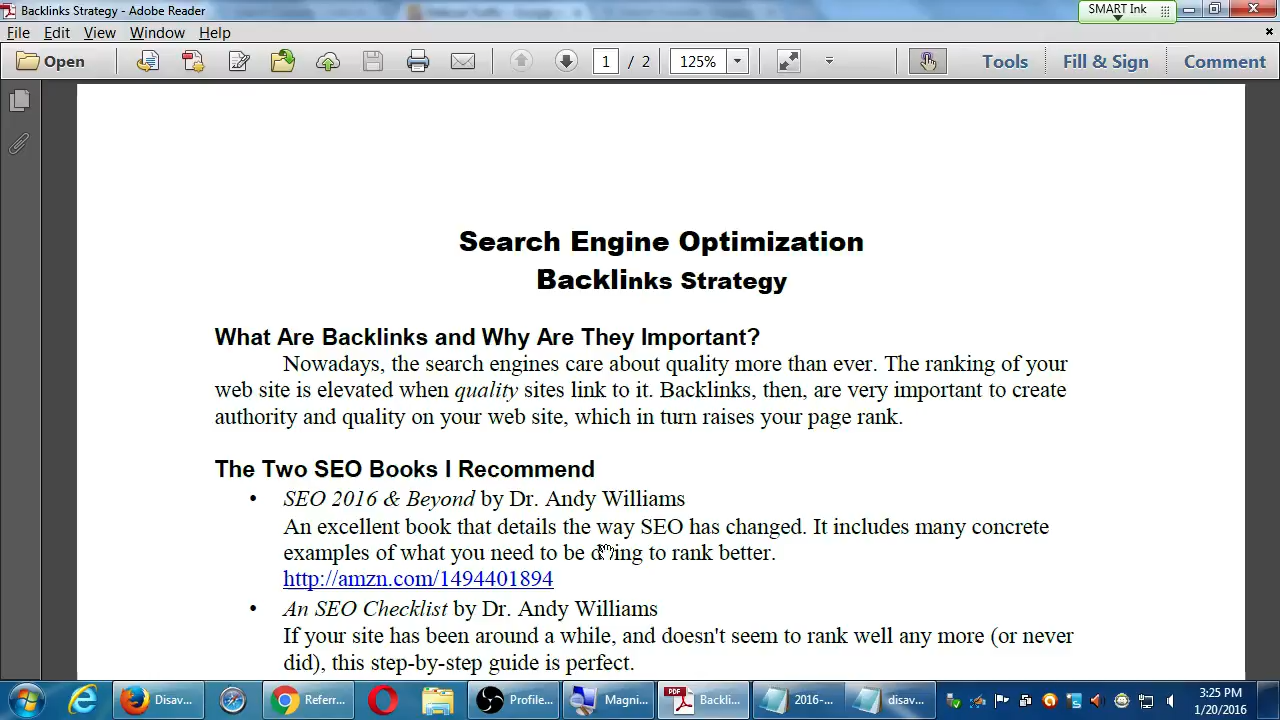 Backlinks Strategy - Adobe Reader
SMART Ink
File Edit View Window Help
Open 1 / 2 125% Tools Fill & Sign Comment
Search Engine Optimization
Backlinks Strategy
What Are Backlinks and Why Are They Important?
Nowadays, the search engines care about quality more than ever. The ranking of your
web site is elevated when quality sites link to it. Backlinks, then, are very important to create
authority and quality on your web site, which in turn raises your page rank.
The Two SEO Books I Recommend
• SEO 2016 & Beyond by Dr. Andy Williams
An excellent book that details the way SEO has changed. It includes many concrete
examples of what you need to be doing to rank better.
http://amzn.com/1494401894
• An SEO Checklist by Dr. Andy Williams
If your site has been around a while, and doesn't seem to rank well any more (or never
did), this step-by-step guide is perfect.
Disav... Referr... Profile... Magni... PDF Backli... 2016-... disav... 3:25 PM
1/20/2016